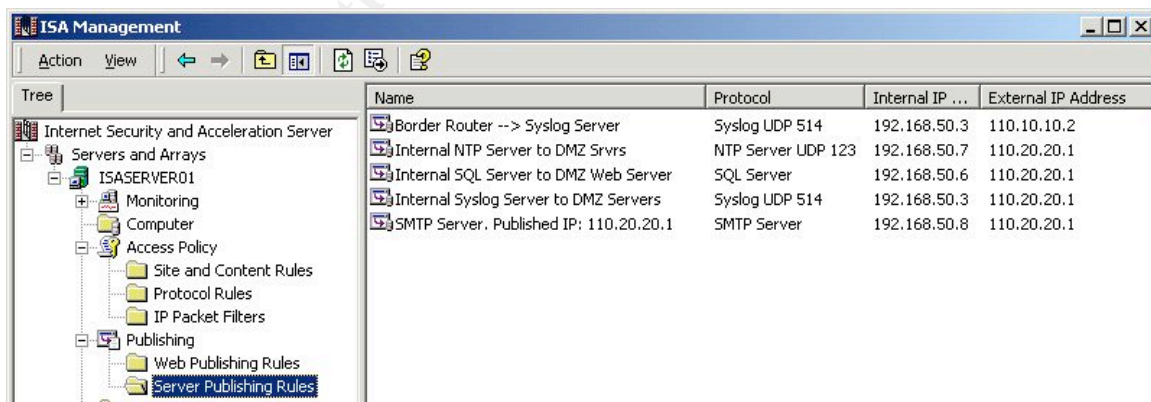 ISA Management
Action View
Tree
Name Protocol Internal IP ... External IP Address
Internet Security and Acceleration Server
Servers and Arrays
ISASERVER01
Monitoring
Computer
Access Policy
Site and Content Rules
Protocol Rules
IP Packet Filters
Publishing
Web Publishing Rules
Server Publishing Rules
Border Router --> Syslog Server Syslog UDP 514 192.168.50.3 110.10.10.2
Internal NTP Server to DMZ Srvrs NTP Server UDP 123 192.168.50.7 110.20.20.1
Internal SQL Server to DMZ Web Server SQL Server 192.168.50.6 110.20.20.1
Internal Syslog Server to DMZ Servers Syslog UDP 514 192.168.50.3 110.20.20.1
SMTP Server. Published IP: 110.20.20.1 SMTP Server 192.168.50.8 110.20.20.1